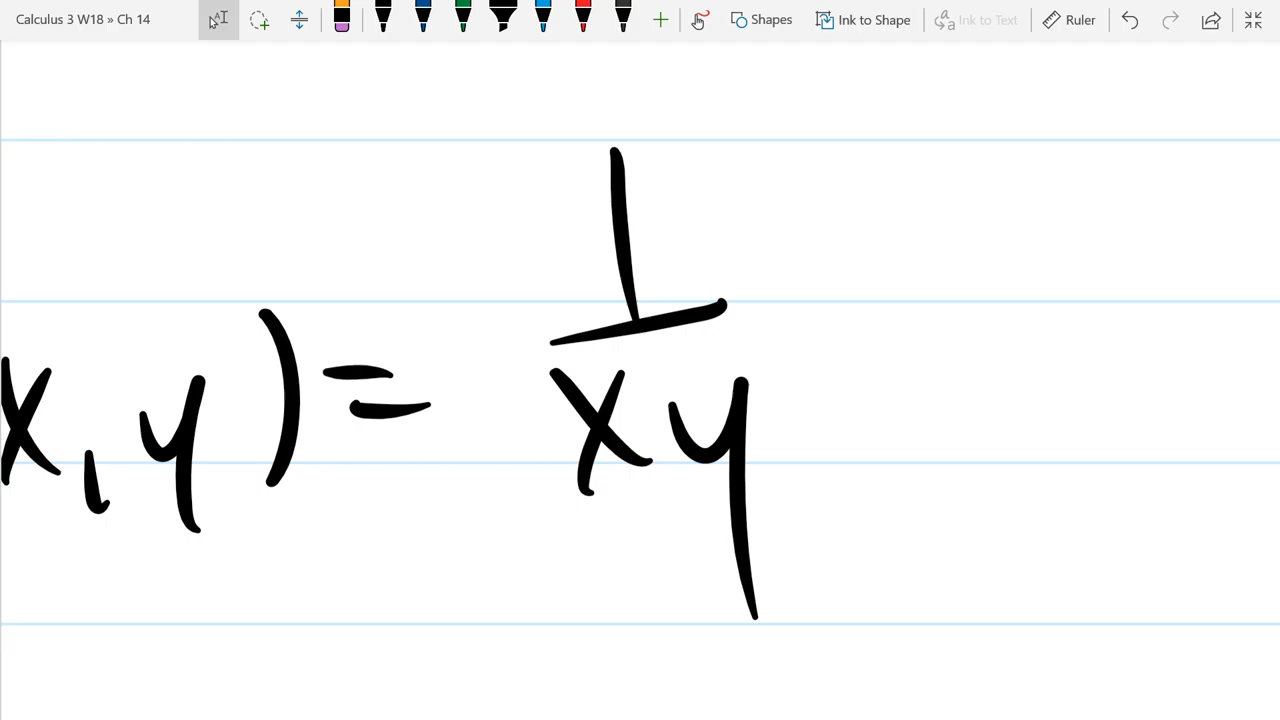 Calculus 3 W18 » Ch 14
Shapes
Ink to Shape
Ink to Text
Ruler
x,y) = 1/xy